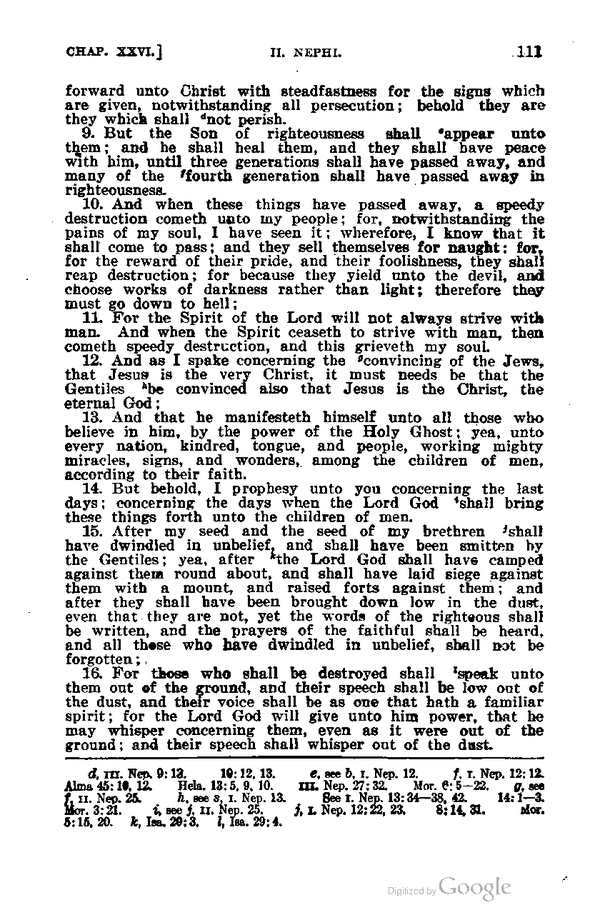 CHAP. XXVI.] II. NEPHI. 111
forward unto Christ with steadfastness for the signs which
are given, notwithstanding all persecution; behold they are
they which shall ᵈnot perish.
9. But the Son of righteousness shall ᵉappear unto
them; and he shall heal them, and they shall have peace
with him, until three generations shall have passed away, and
many of the ᶠfourth generation shall have passed away in
righteousness.
10. And when these things have passed away, a speedy
destruction cometh unto my people; for, notwithstanding the
pains of my soul, I have seen it; wherefore, I know that it
shall come to pass; and they sell themselves for naught; for,
for the reward of their pride, and their foolishness, they shall
reap destruction; for because they yield unto the devil, and
choose works of darkness rather than light; therefore they
must go down to hell;
11. For the Spirit of the Lord will not always strive with
man. And when the Spirit ceaseth to strive with man, then
cometh speedy destruction, and this grieveth my soul.
12. And as I spake concerning the ᵍconvincing of the Jews,
that Jesus is the very Christ, it must needs be that the
Gentiles ʰbe convinced also that Jesus is the Christ, the
eternal God;
13. And that he manifesteth himself unto all those who
believe in him, by the power of the Holy Ghost; yea, unto
every nation, kindred, tongue, and people, working mighty
miracles, signs, and wonders, among the children of men,
according to their faith.
14. But behold, I prophesy unto you concerning the last
days; concerning the days when the Lord God ⁱshall bring
these things forth unto the children of men.
15. After my seed and the seed of my brethren ʲshall
have dwindled in unbelief, and shall have been smitten by
the Gentiles; yea, after ᵏthe Lord God shall have camped
against them round about, and shall have laid siege against
them with a mount, and raised forts against them; and
after they shall have been brought down low in the dust,
even that they are not, yet the words of the righteous shall
be written, and the prayers of the faithful shall be heard,
and all those who have dwindled in unbelief, shall not be
forgotten;
16. For those who shall be destroyed shall ˡspeak unto
them out of the ground, and their speech shall be low out of
the dust, and their voice shall be as one that hath a familiar
spirit; for the Lord God will give unto him power, that he
may whisper concerning them, even as it were out of the
ground; and their speech shall whisper out of the dust.
d, III. Nep. 9:13. 10:12, 13. e, see b, I. Nep. 12. f, I. Nep. 12:12.
Alma 45:10, 12. Hela. 13:5, 9, 10. III. Nep. 27:32. Mor. 6:5—22. g, see
f, II. Nep. 25. h, see s, I. Nep. 13. See I. Nep. 13:34—38, 42. 14:1—3.
Mor. 3:21. i, see j, II. Nep. 25. j, I. Nep. 12:22, 23. 8:14, 31. Mor.
5:15, 20. k, Isa. 29:3. l, Isa. 29:4.
Digitized by Google